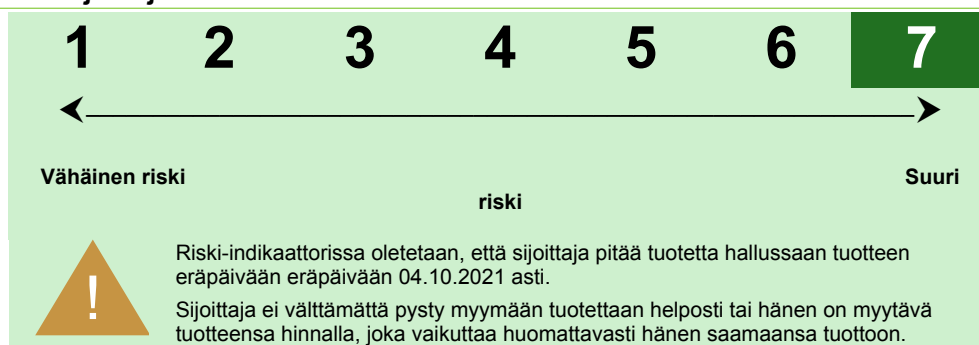 1 2 3 4 5 6 7
Vähäinen riski Suuri
riski
! Riski-indikaattorissa oletetaan, että sijoittaja pitää tuotetta hallussaan tuotteen
eräpäivään eräpäivään 04.10.2021 asti.
Sijoittaja ei välttämättä pysty myymään tuotettaan helposti tai hänen on myytävä
tuotteensa hinnalla, joka vaikuttaa huomattavasti hänen saamaansa tuottoon.